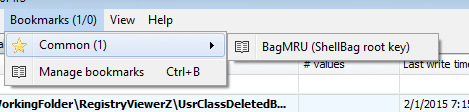 Bookmarks (1/0) View Help
Common (1) BagMRU (ShellBag root key)
# values Last write time
Manage bookmarks Ctrl+B
WorkingFolder\RegistryViewerZ\UsrClassDeletedB... 2/1/2015 7:15